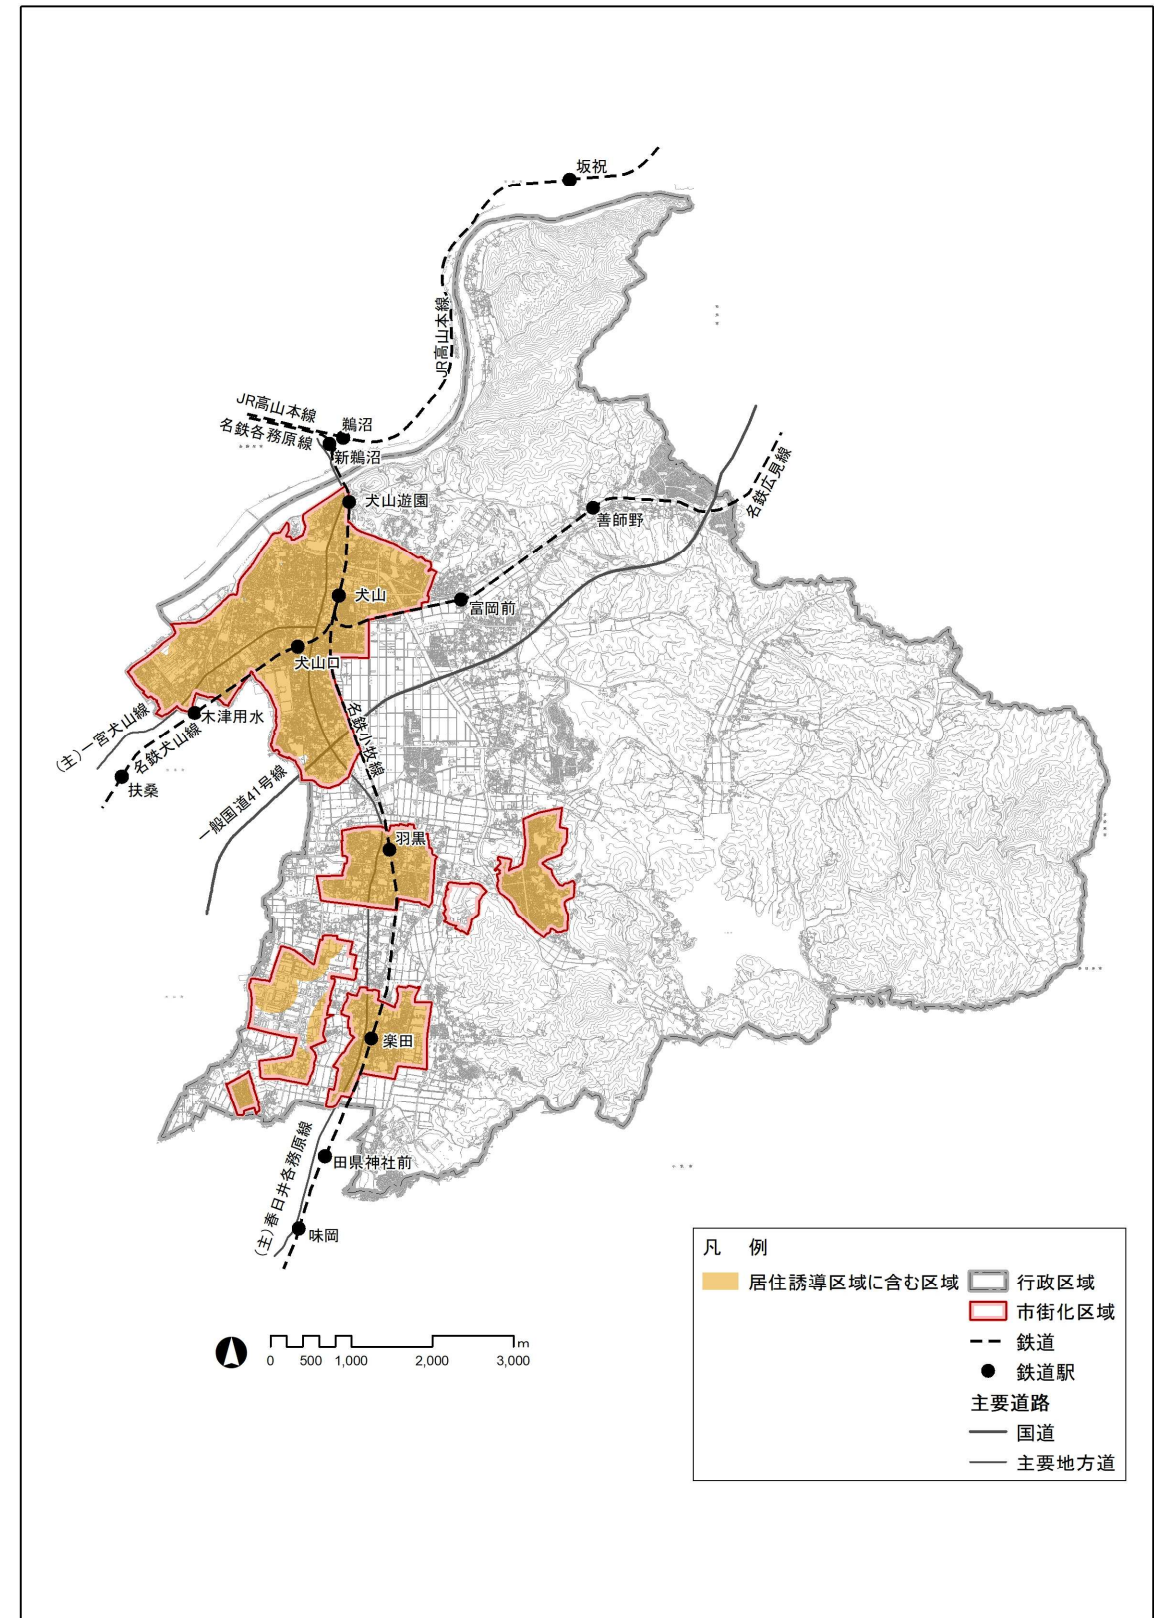 坂祝
JR高山本線
JR高山本線
鵜沼
名鉄各務原線
新鵜沼
犬山遊園
名鉄広見線
善師野
犬山
富岡前
犬山口
木津用水
(主)一宮犬山線
名鉄犬山線
名鉄小牧線
扶桑
一般国道41号線
羽黒
楽田
(主)春日井各務原線
田県神社前
味岡
凡 例
居住誘導区域に含む区域
行政区域
市街化区域
鉄道
鉄道駅
主要道路
国道
主要地方道
m
0 500 1,000 2,000 3,000